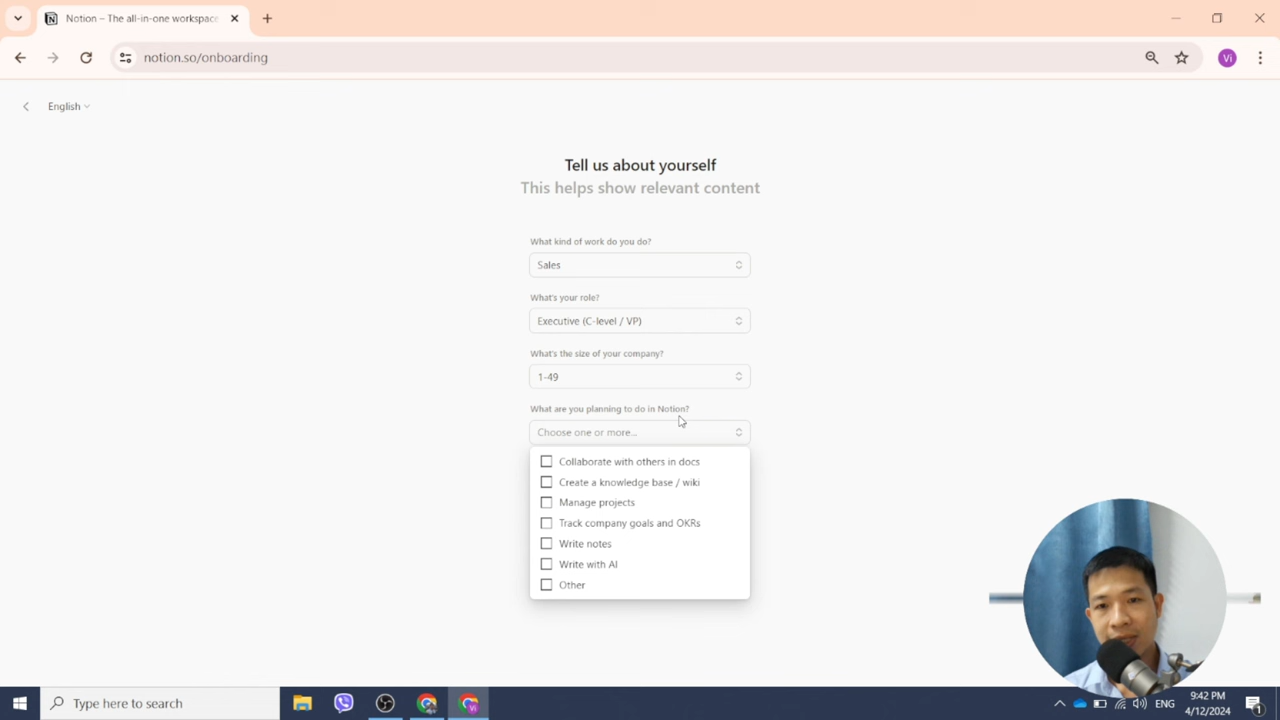 Notion – The all-in-one workspace
notion.so/onboarding
Vi
English
Tell us about yourself
This helps show relevant content
What kind of work do you do?
Sales
What's your role?
Executive (C-level / VP)
What's the size of your company?
1-49
What are you planning to do in Notion?
Choose one or more...
Collaborate with others in docs
Create a knowledge base / wiki
Manage projects
Track company goals and OKRs
Write notes
Write with AI
Other
Type here to search
Vi
ENG
9:42 PM
4/12/2024
1